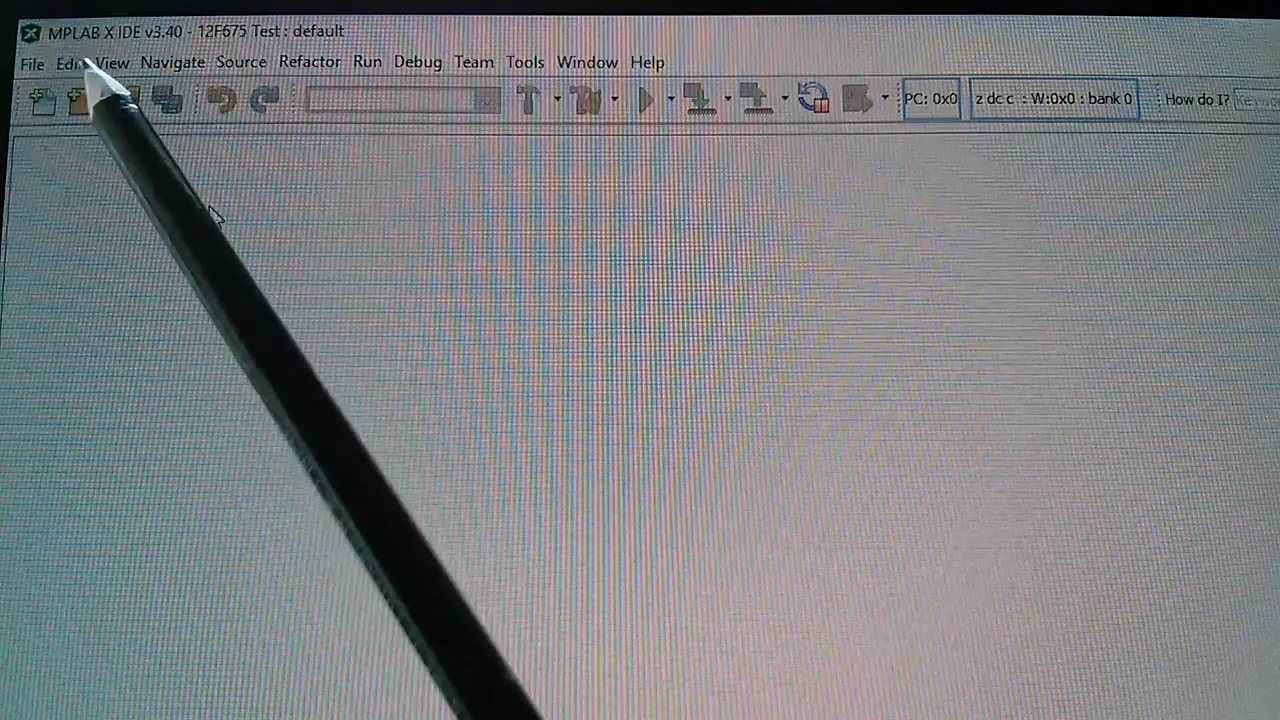 MPLAB X IDE v3.40 - 12F675 Test : default
File Edit View Navigate Source Refactor Run Debug Team Tools Window Help
PC: 0x0 z dc c : W:0x0 : bank 0 How do I?